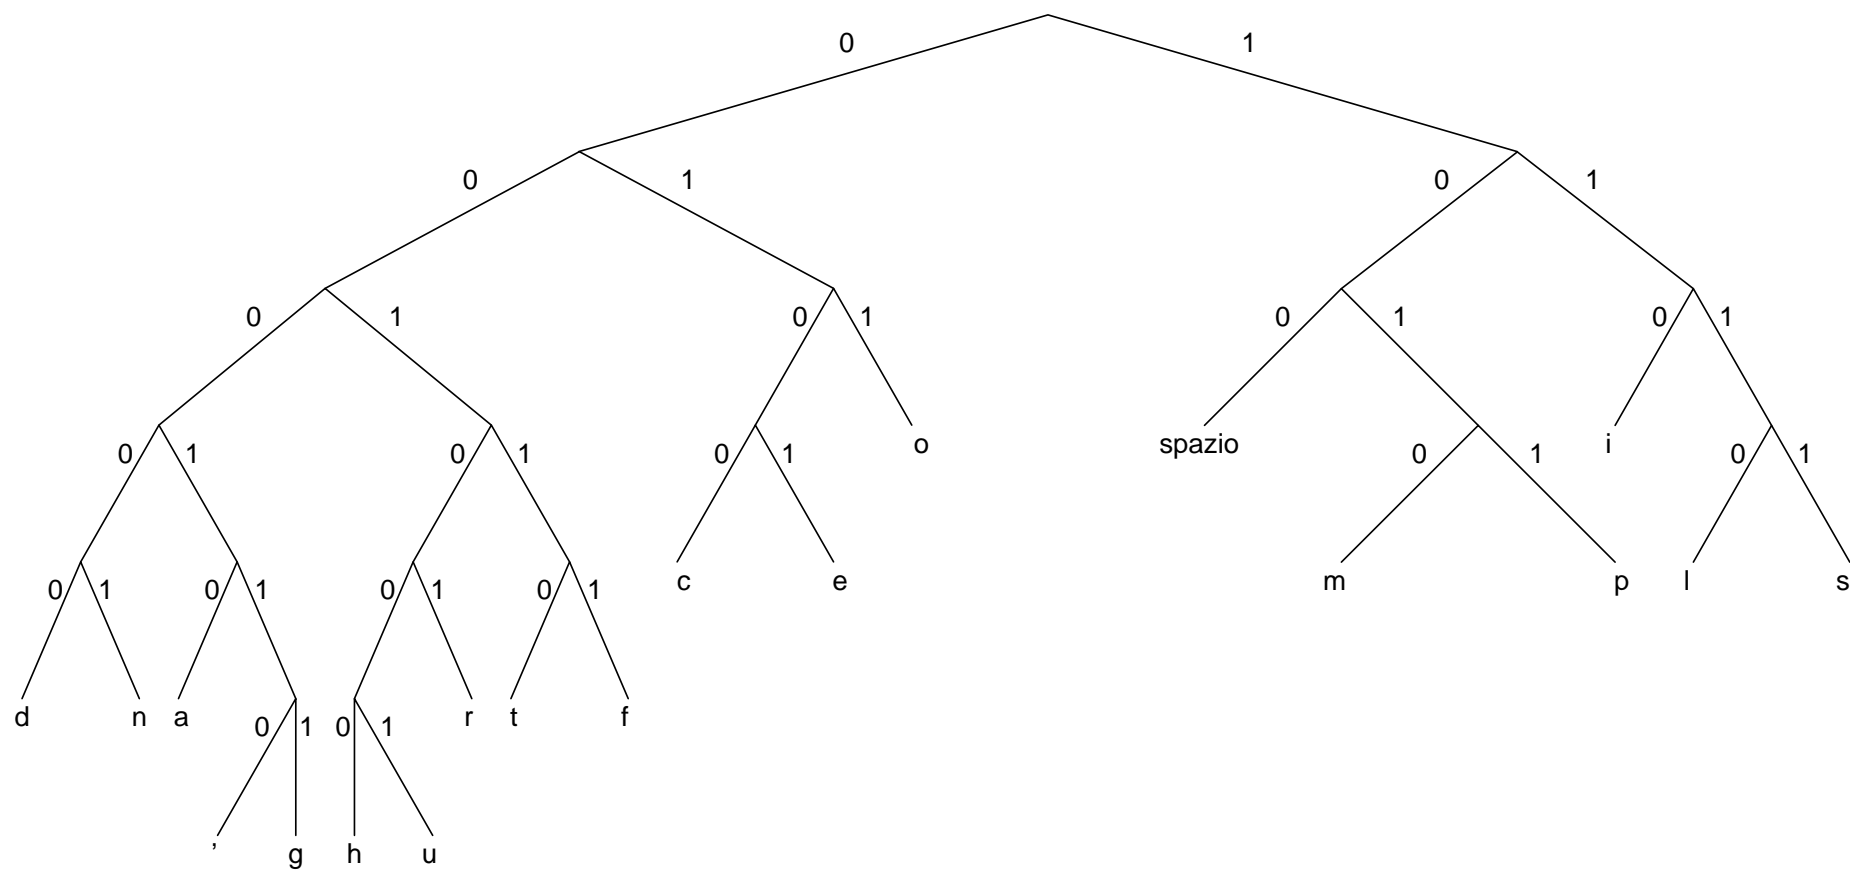 0 1
0 1 0 1
0 1 0 1 0 1 0 1
0 1 0 1 0 1 o spazio 0 1 i 0 1
0 1 0 1 0 1 0 1 c e m p l s
d n a 0 1 0 1 r t f
’ g h u